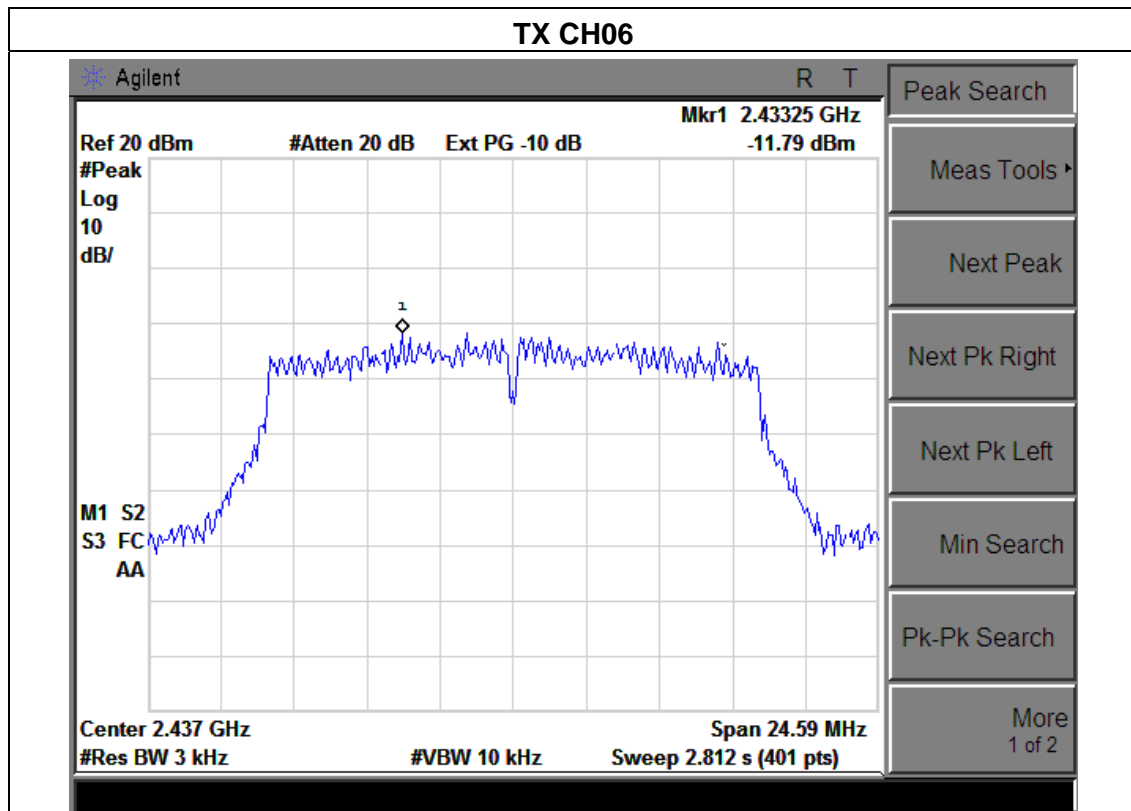 TX CH06
Agilent
R T
Peak Search
Mkr1 2.43325 GHz
Ref 20 dBm #Atten 20 dB Ext PG -10 dB -11.79 dBm
#Peak
Log
10
dB/
1
M1 S2
S3 FC
AA
Center 2.437 GHz Span 24.59 MHz
#Res BW 3 kHz #VBW 10 kHz Sweep 2.812 s (401 pts)
Meas Tools
Next Peak
Next Pk Right
Next Pk Left
Min Search
Pk-Pk Search
More
1 of 2